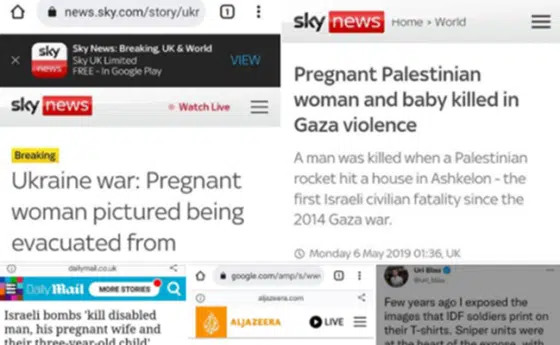 news.sky.com/story/ukr
1
sky news
Sky News: Breaking, UK & World
Sky UK Limited
FREE - In Google Play
VIEW
sky news
Watch Live
Breaking
Ukraine war: Pregnant
woman pictured being
evacuated from
sky news Home > World
Pregnant Palestinian
woman and baby killed in
Gaza violence
A man was killed when a Palestinian
rocket hit a house in Ashkelon - the
first Israeli civilian fatality since the
2014 Gaza war.
Monday 6 May 2019 01:36, UK
dailymail.co.uk
Daily Mail
MORE STORIES
Israeli bombs 'kill disabled
man, his pregnant wife and
their three-year-old child'
google.com/amp/s/ww
1
aljazeera.com
ALJAZEERA
LIVE
Few years ago I exposed the
images that IDF soldiers print on
their T-shirts. Sniper units were
at the heart of the expose, with